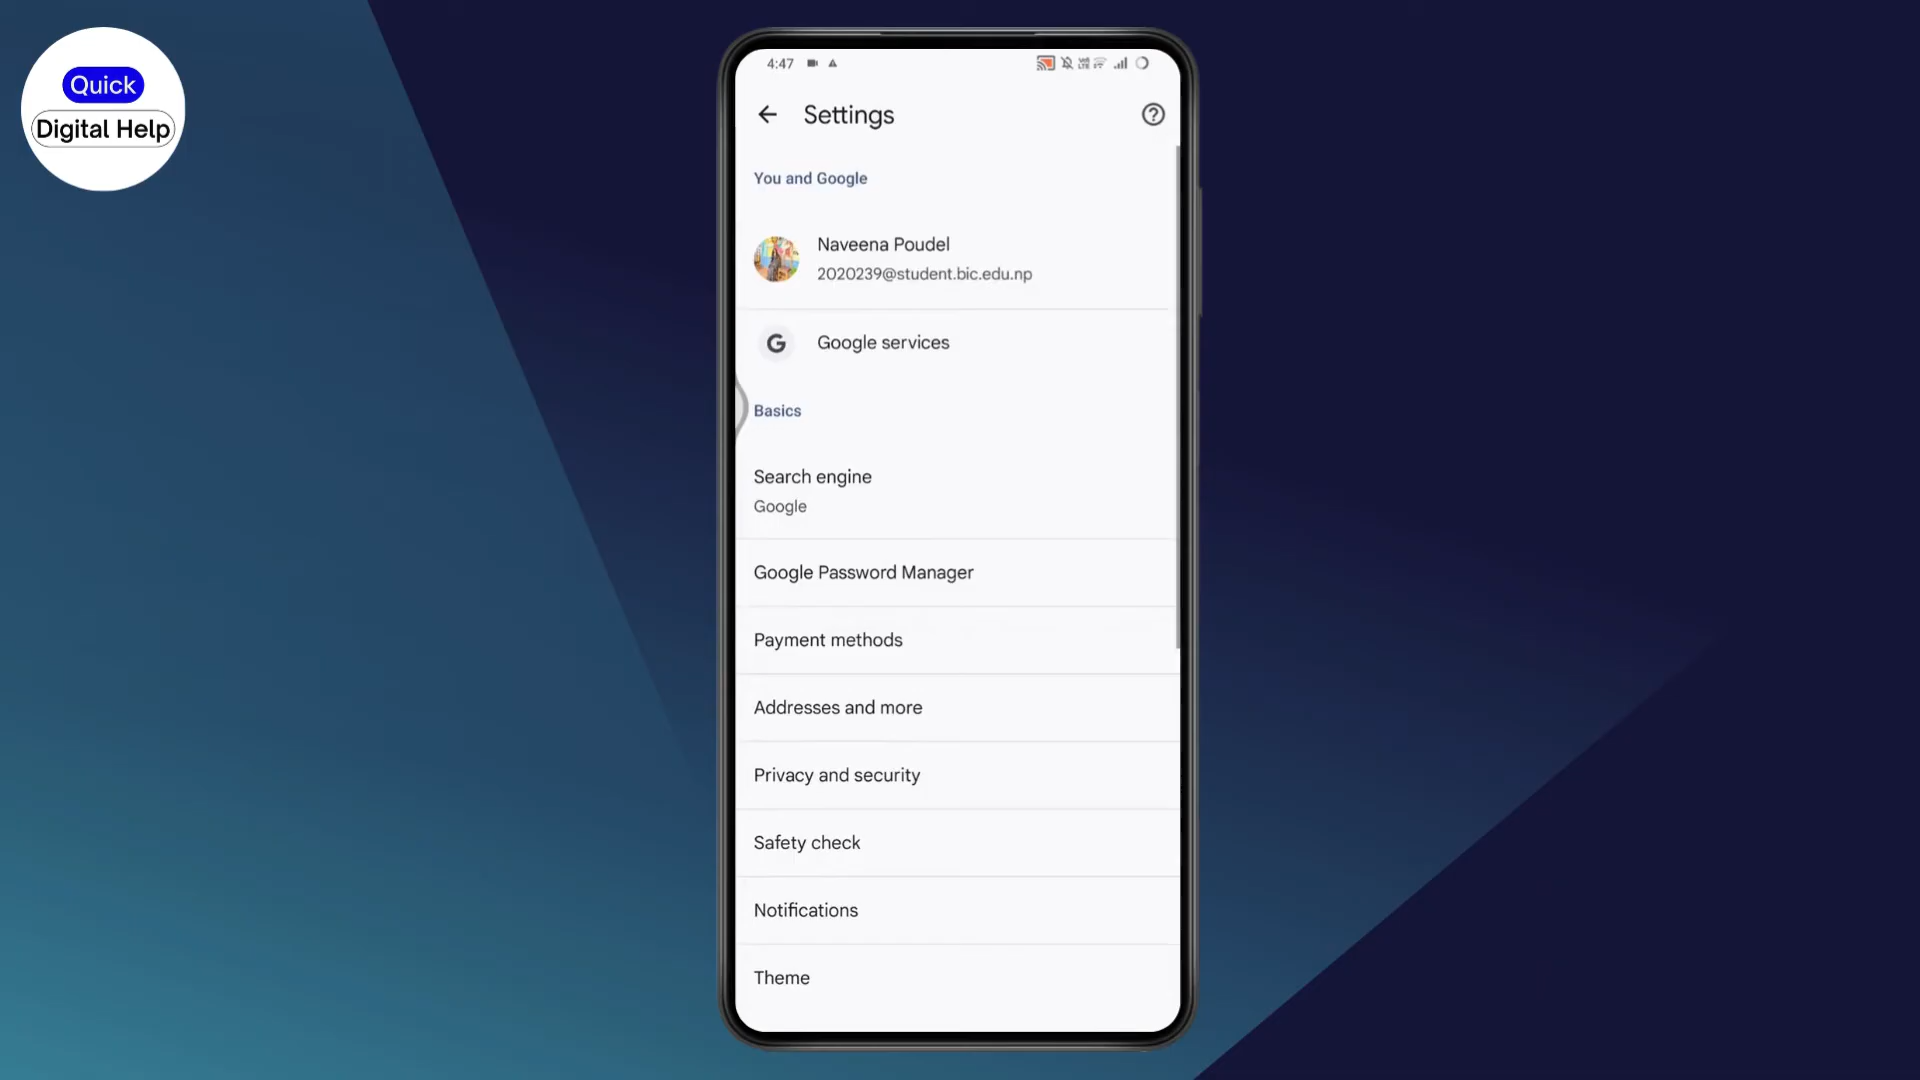 Quick
Digital Help
4:47
Settings
You and Google
Naveena Poudel
2020239@student.bic.edu.np
G
Google services
Basics
Search engine
Google
Google Password Manager
Payment methods
Addresses and more
Privacy and security
Safety check
Notifications
Theme